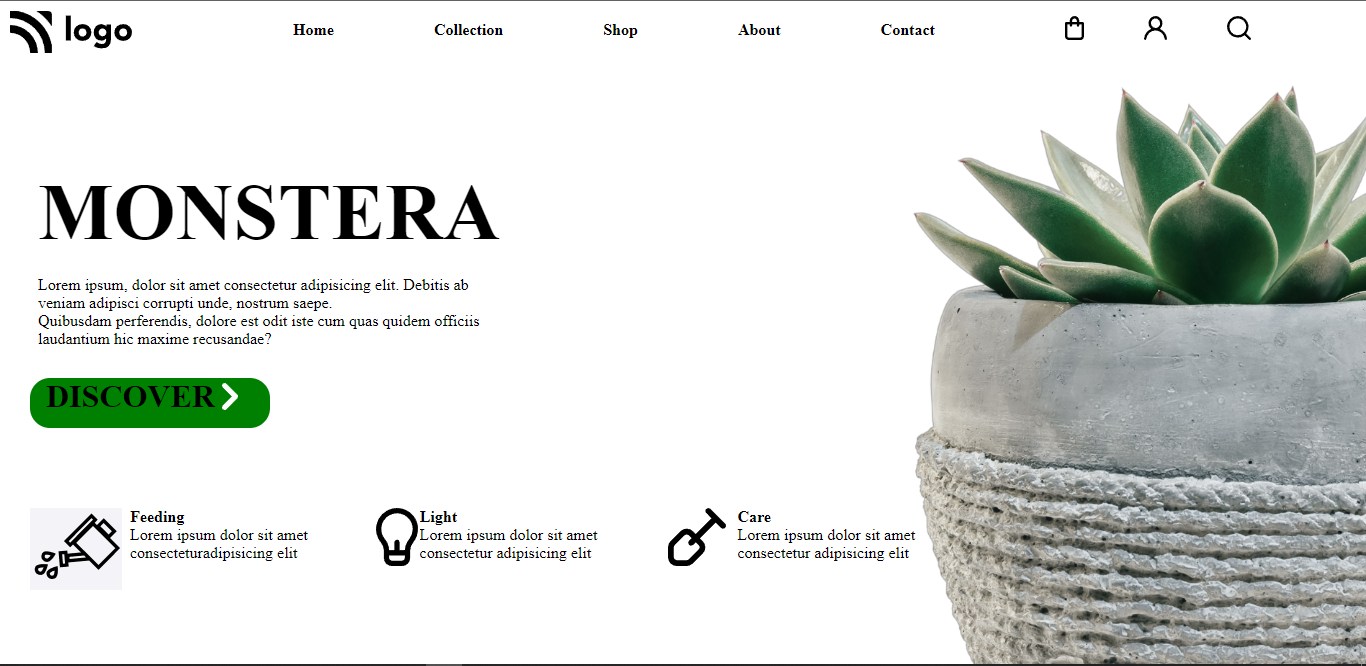 logo
Home
Collection
Shop
About
Contact
MONSTERA
Lorem ipsum, dolor sit amet consectetur adipisicing elit. Debitis ab
veniam adipisci corrupti unde, nostrum saepe.
Quibusdam perferendis, dolore est odit iste cum quas quidem officiis
laudantium hic maxime recusandae?
DISCOVER
Feeding
Lorem ipsum dolor sit amet
consecteturadipisicing elit
Light
Lorem ipsum dolor sit amet
consectetur adipisicing elit
Care
Lorem ipsum dolor sit amet
consectetur adipisicing elit